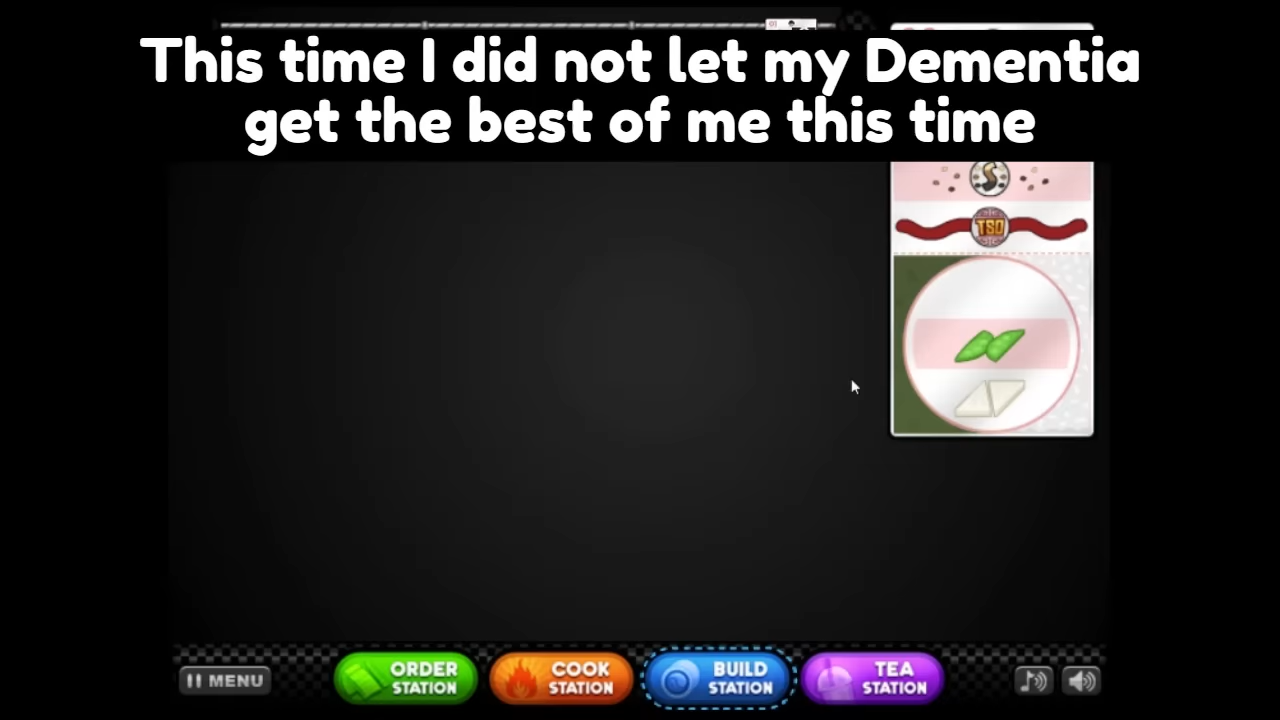 This time I did not let my Dementia
get the best of me this time
S
TSO
MENU
ORDER
STATION
COOK
STATION
BUILD
STATION
TEA
STATION